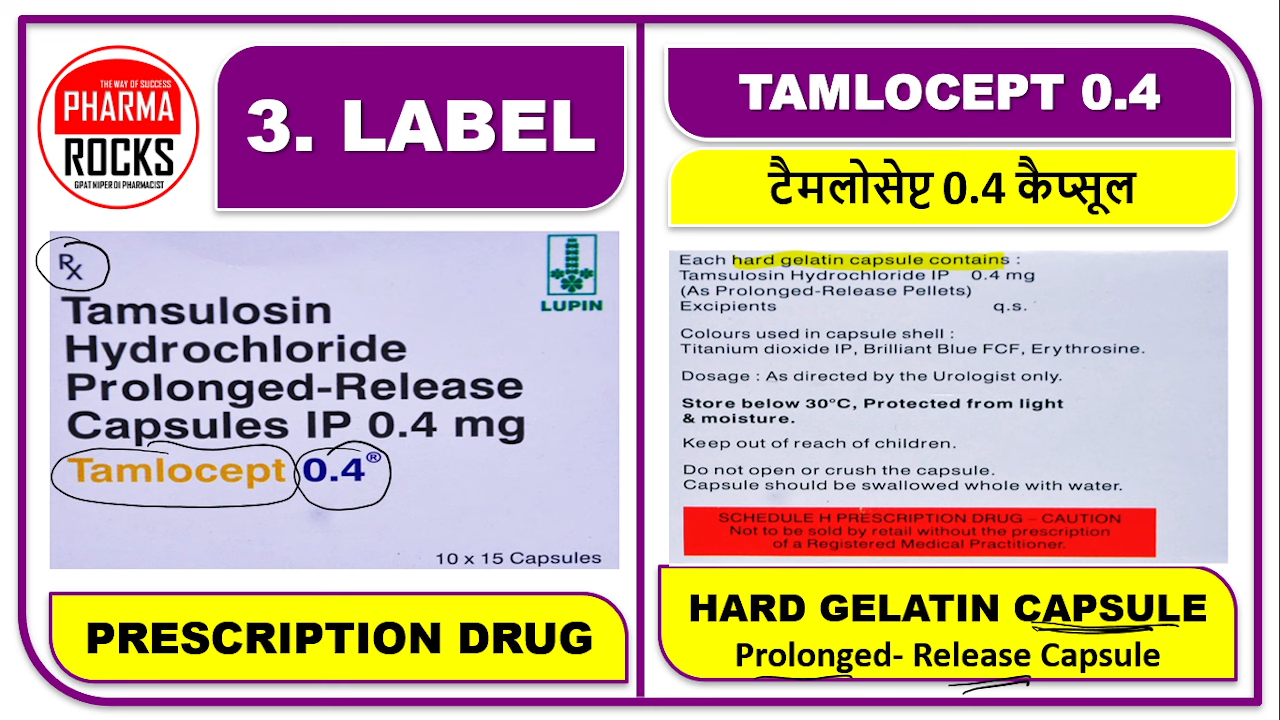 THE WAY OF SUCCESS
PHARMA
ROCKS
GPAT NIPER DI PHARMACIST
3. LABEL
Rx
LUPIN
Tamsulosin
Hydrochloride
Prolonged-Release
Capsules IP 0.4 mg
Tamlocept 0.4®
10 x 15 Capsules
PRESCRIPTION DRUG
TAMLOCEPT 0.4
टैमलोसेप्ट 0.4 कैप्सूल
Each hard gelatin capsule contains :
Tamsulosin Hydrochloride IP 0.4 mg
(As Prolonged-Release Pellets)
Excipients q.s.
Colours used in capsule shell :
Titanium dioxide IP, Brilliant Blue FCF, Erythrosine.
Dosage : As directed by the Urologist only.
Store below 30°C, Protected from light
& moisture.
Keep out of reach of children.
Do not open or crush the capsule.
Capsule should be swallowed whole with water.
SCHEDULE H PRESCRIPTION DRUG – CAUTION
Not to be sold by retail without the prescription
of a Registered Medical Practitioner.
HARD GELATIN CAPSULE
Prolonged- Release Capsule